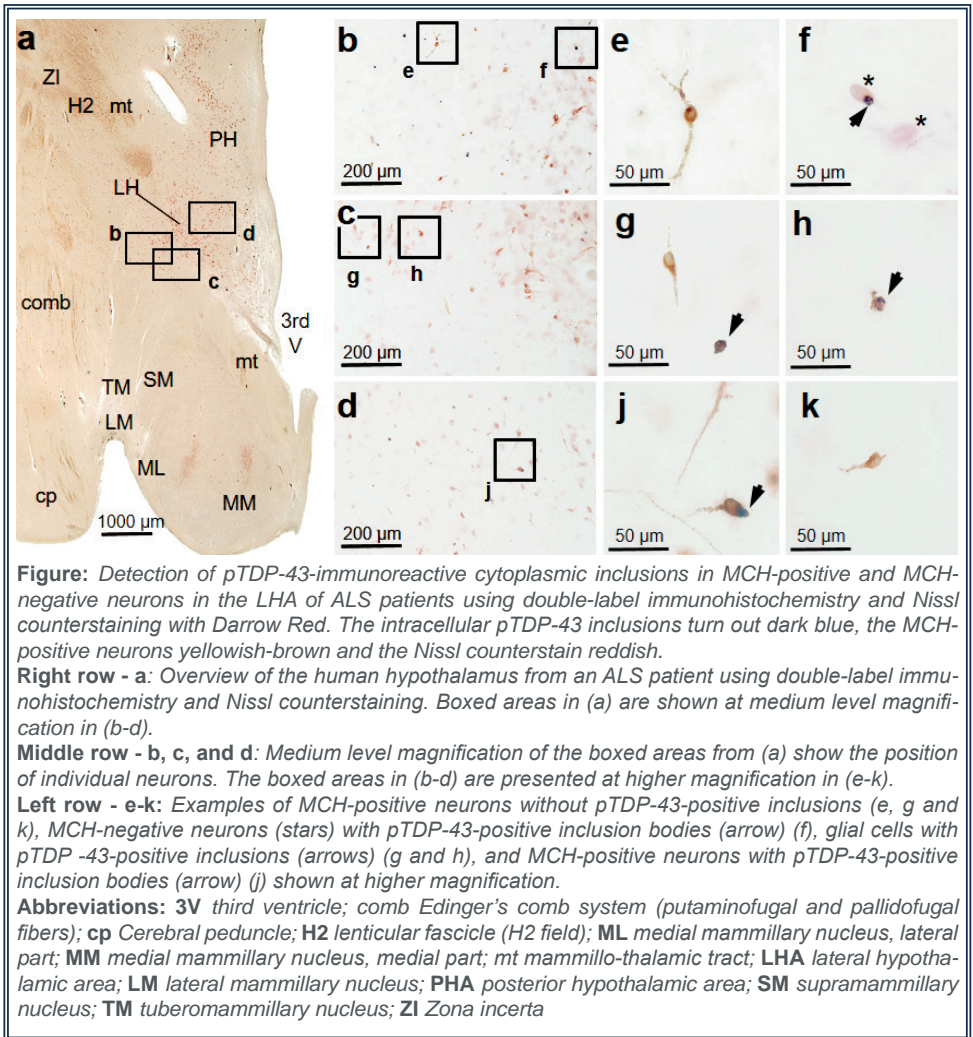 a
ZI
H2 mt
PH
LH
b
d
c
comb
3rd
V
mt
TM
SM
LM
ML
cp
MM
1000 µm
b
e
f
200 µm
e
50 µm
f
*
*
50 µm
c
g
h
200 µm
g
50 µm
h
50 µm
d
j
200 µm
j
50 µm
k
50 µm
Figure: Detection of pTDP-43-immunoreactive cytoplasmic inclusions in MCH-positive and MCH-
negative neurons in the LHA of ALS patients using double-label immunohistochemistry and Nissl
counterstaining with Darrow Red. The intracellular pTDP-43 inclusions turn out dark blue, the MCH-
positive neurons yellowish-brown and the Nissl counterstain reddish.
Right row - a: Overview of the human hypothalamus from an ALS patient using double-label immu-
nohistochemistry and Nissl counterstaining. Boxed areas in (a) are shown at medium level magnifi-
cation in (b-d).
Middle row - b, c, and d: Medium level magnification of the boxed areas from (a) show the position
of individual neurons. The boxed areas in (b-d) are presented at higher magnification in (e-k).
Left row - e-k: Examples of MCH-positive neurons without pTDP-43-positive inclusions (e, g and
k), MCH-negative neurons (stars) with pTDP-43-positive inclusion bodies (arrow) (f), glial cells with
pTDP -43-positive inclusions (arrows) (g and h), and MCH-positive neurons with pTDP-43-positive
inclusion bodies (arrow) (j) shown at higher magnification.
Abbreviations: 3V third ventricle; comb Edinger's comb system (putaminofugal and pallidofugal
fibers); cp Cerebral peduncle; H2 lenticular fascicle (H2 field); ML medial mammillary nucleus, lateral
part; MM medial mammillary nucleus, medial part; mt mammillo-thalamic tract; LHA lateral hypotha-
lamic area; LM lateral mammillary nucleus; PHA posterior hypothalamic area; SM supramammillary
nucleus; TM tuberomammillary nucleus; ZI Zona incerta